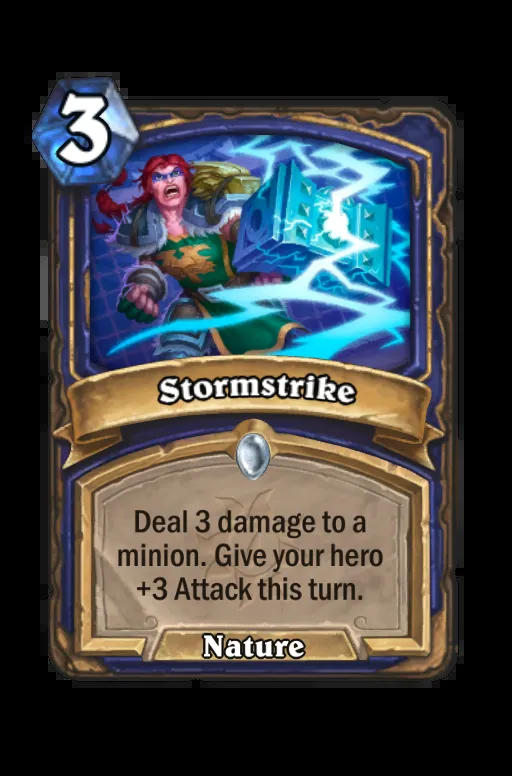 3
Stormstrike
Deal 3 damage to a
minion. Give your hero
+3 Attack this turn.
Nature